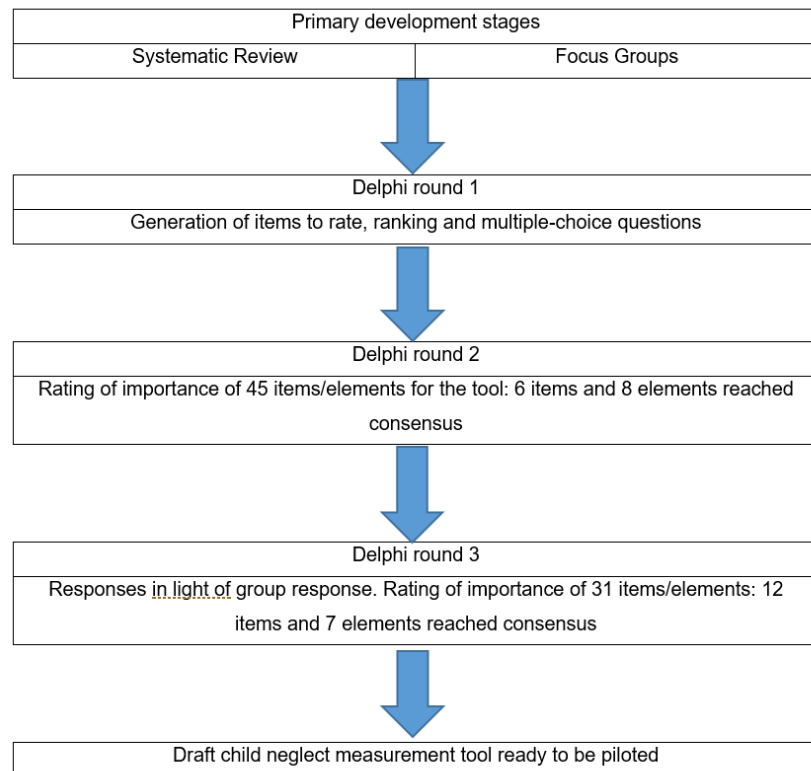 Primary development stages
Systematic Review
Focus Groups
Delphi round 1
Generation of items to rate, ranking and multiple-choice questions
Delphi round 2
Rating of importance of 45 items/elements for the tool: 6 items and 8 elements reached
consensus
Delphi round 3
Responses in light of group response. Rating of importance of 31 items/elements: 12
items and 7 elements reached consensus
Draft child neglect measurement tool ready to be piloted